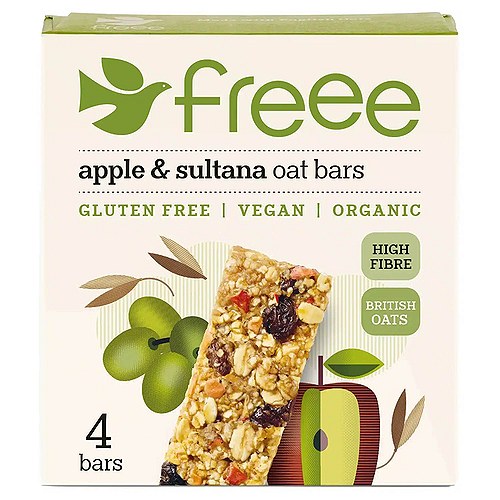 freee
apple & sultana oat bars
GLUTEN FREE | VEGAN | ORGANIC
HIGH
FIBRE
BRITISH
OATS
4
bars